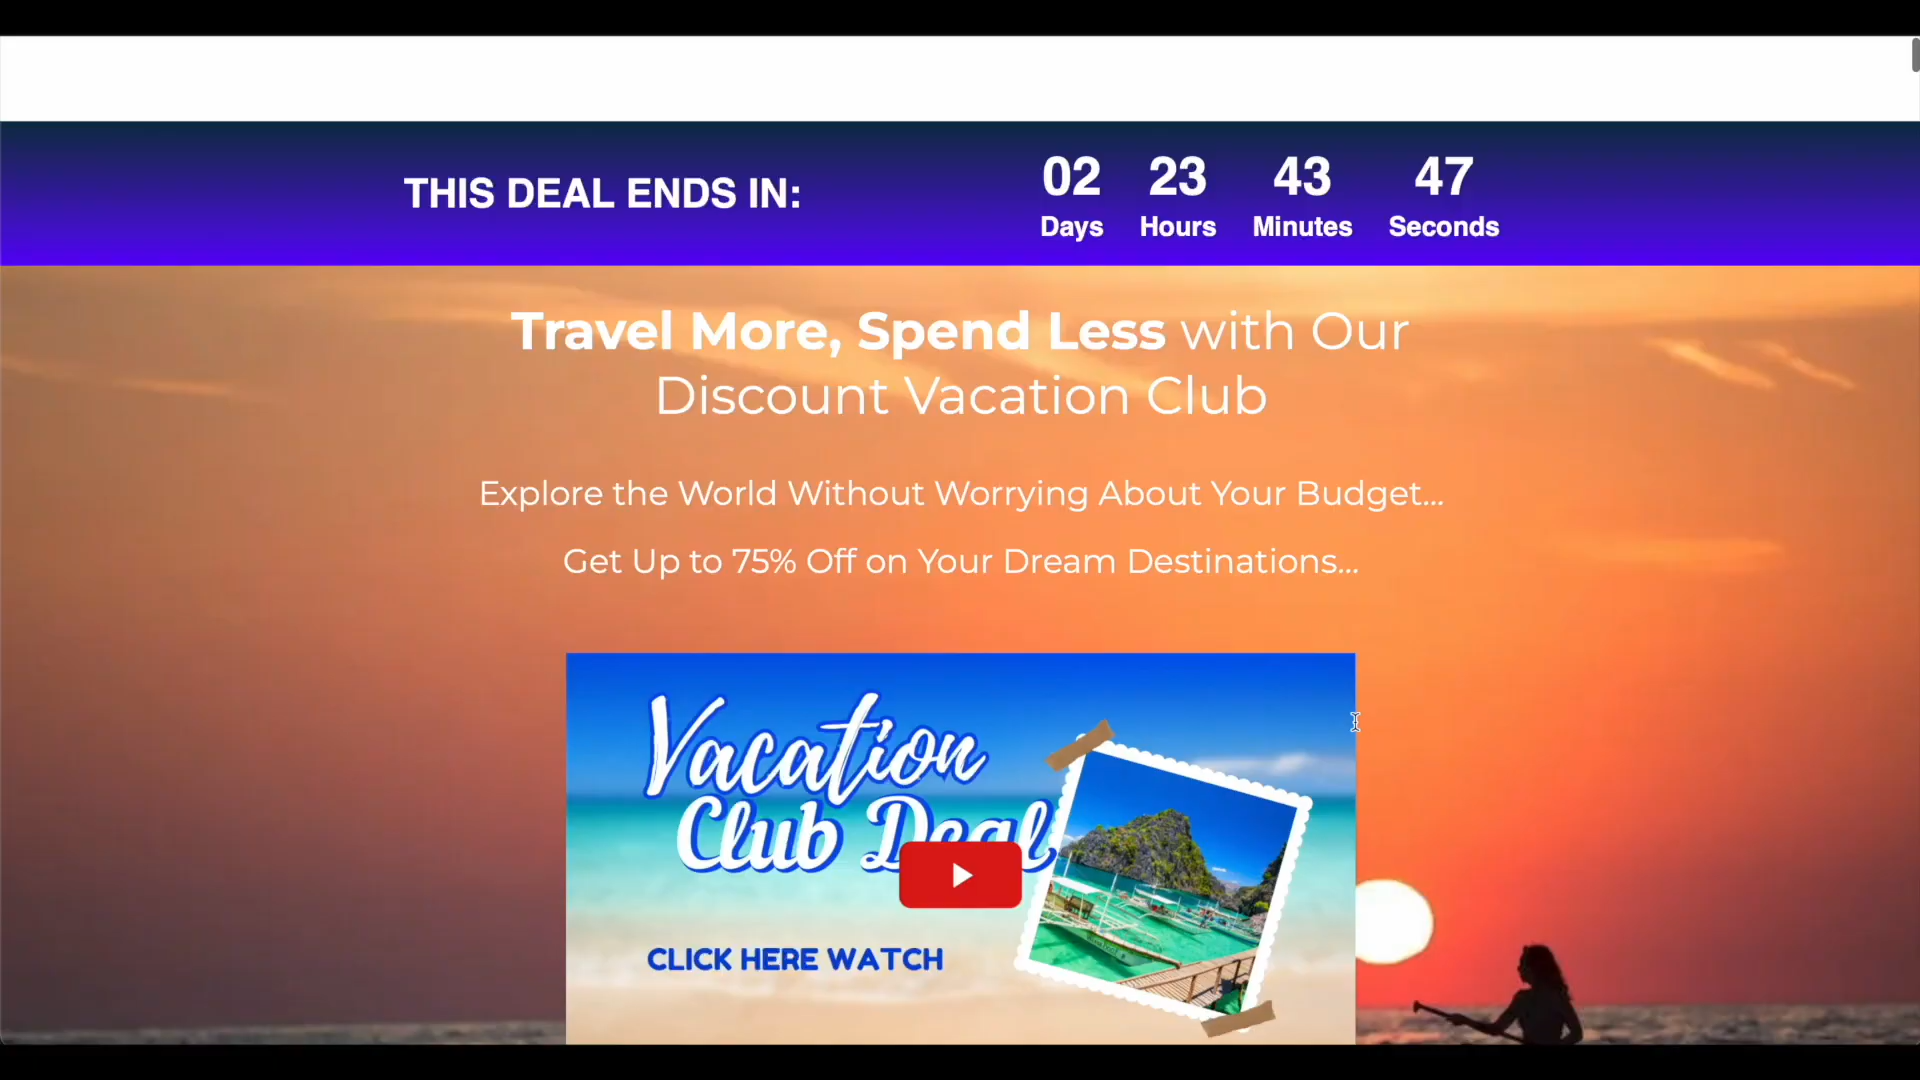 THIS DEAL ENDS IN:
02 23 43 47
Days Hours Minutes Seconds
Travel More, Spend Less with Our
Discount Vacation Club
Explore the World Without Worrying About Your Budget...
Get Up to 75% Off on Your Dream Destinations...
Vacation
Club Deal
CLICK HERE WATCH